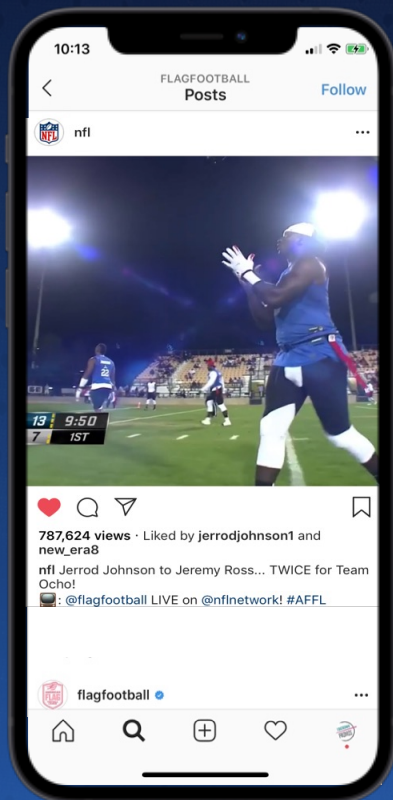 10:13
FLAGFOOTBALL
Posts
Follow
NFL
nfl
22
13 9:50
7 1ST
787,624 views · Liked by jerrodjohnson1 and
new_era8
nfl Jerrod Johnson to Jeremy Ross... TWICE for Team
Ocho!
: @flagfootball LIVE on @nflnetwork! #AFFL
FLAG
flagfootball